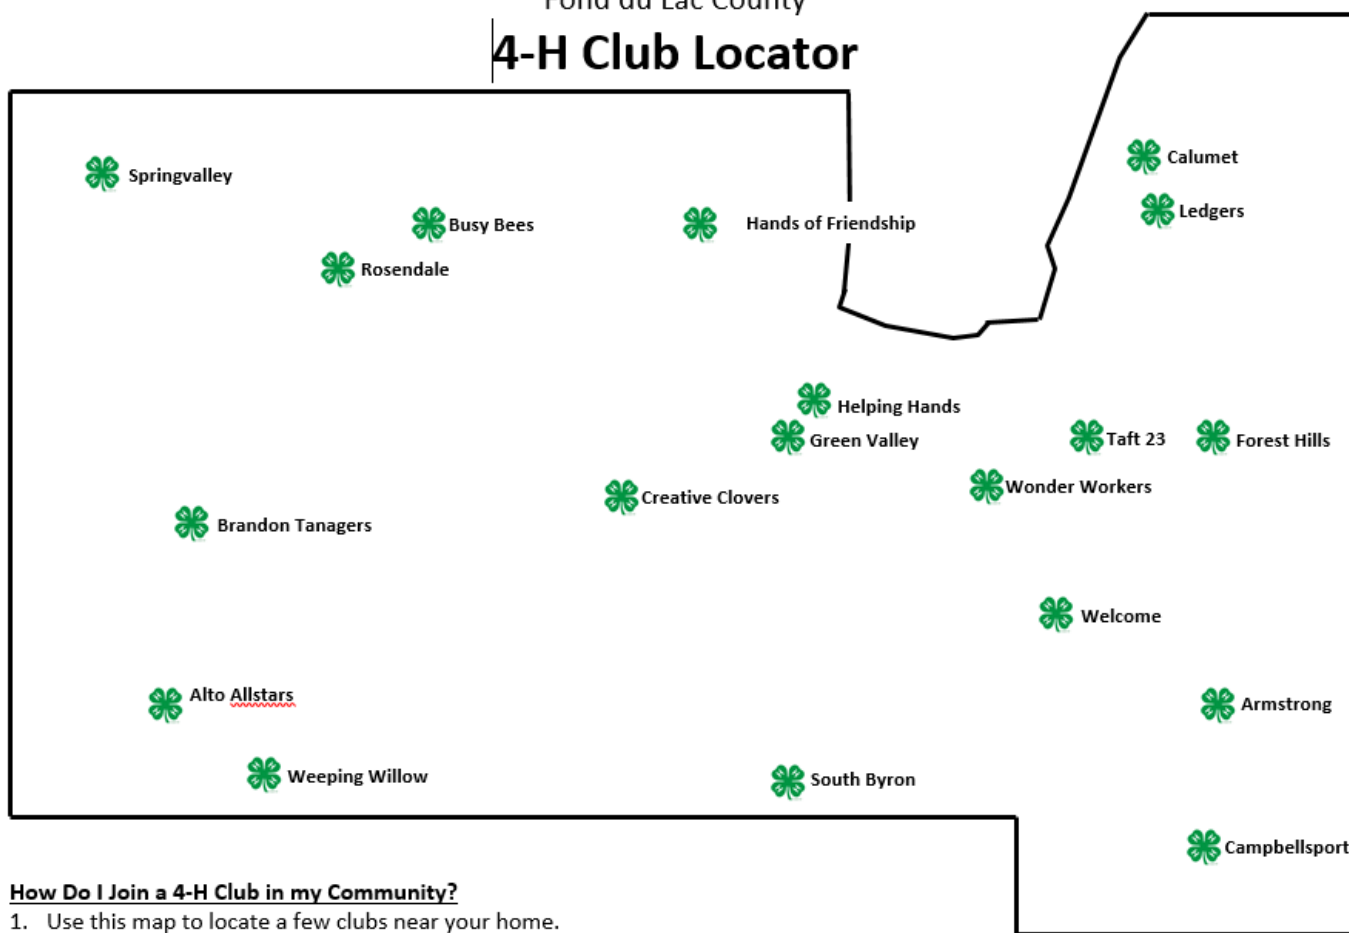 Fond du Lac County
4-H Club Locator
Calumet
Springvalley
Ledgers
Busy Bees
Hands of Friendship
Rosendale
Helping Hands
Green Valley
Taft 23
Forest Hills
Wonder Workers
Creative Clovers
Brandon Tanagers
Welcome
Alto Allstars
Armstrong
Weeping Willow
South Byron
Campbellsport
How Do I Join a 4-H Club in my Community?
1. Use this map to locate a few clubs near your home.